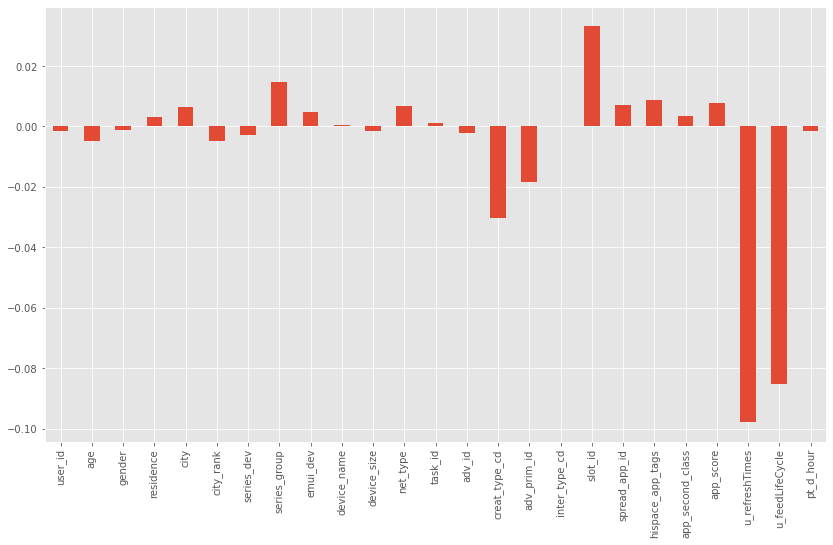 0.02
0.00
−0.02
−0.04
−0.06
−0.08
−0.10
user_id
age
gender
residence
city
city_rank
series_dev
series_group
emui_dev
device_name
device_size
net_type
task_id
adv_id
creat_type_cd
adv_prim_id
inter_type_cd
slot_id
spread_app_id
hispace_app_tags
app_second_class
app_score
u_refreshTimes
u_feedLifeCycle
pt_d_hour